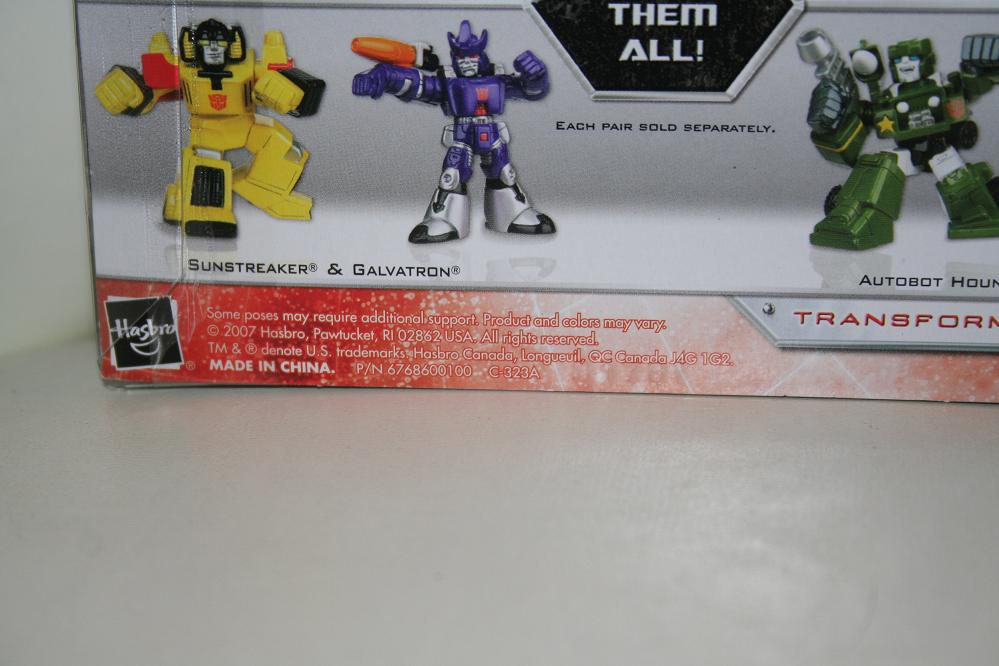 THEM
ALL!
EACH PAIR SOLD SEPARATELY.
SUNSTREAKER® & GALVATRON®
AUTOBOT HOUN
Hasbro
®
Some poses may require additional support. Product and colors may vary.
© 2007 Hasbro, Pawtucket, RI 02862 USA. All rights reserved.
TM & ® denote U.S. trademarks. Hasbro Canada, Longueuil, QC Canada J4G 1G2.
MADE IN CHINA. P/N 6768600100 C-323A
TRANSFORM